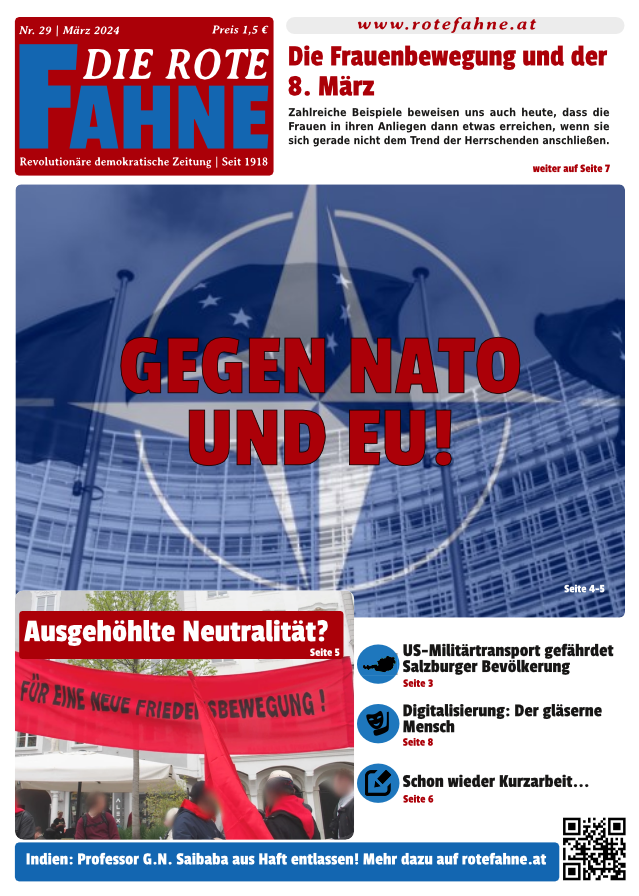 Nr. 29 | März 2024
Preis 1,5 €
DIE ROTE
FAHNE
Revolutionäre demokratische Zeitung | Seit 1918
www.rotefahne.at
Die Frauenbewegung und der
8. März
Zahlreiche Beispiele beweisen uns auch heute, dass die
Frauen in ihren Anliegen dann etwas erreichen, wenn sie
sich gerade nicht dem Trend der Herrschenden anschließen.
weiter auf Seite 7
GEGEN NATO
UND EU!
Seite 4-5
Ausgehöhlte Neutralität?
Seite 5
FÜR EINE NEUE FRIEDENSBEWEGUNG !
US-Militärtransport gefährdet
Salzburger Bevölkerung
Seite 3
Digitalisierung: Der gläserne
Mensch
Seite 8
Schon wieder Kurzarbeit...
Seite 6
Indien: Professor G.N. Saibaba aus Haft entlassen! Mehr dazu auf rotefahne.at